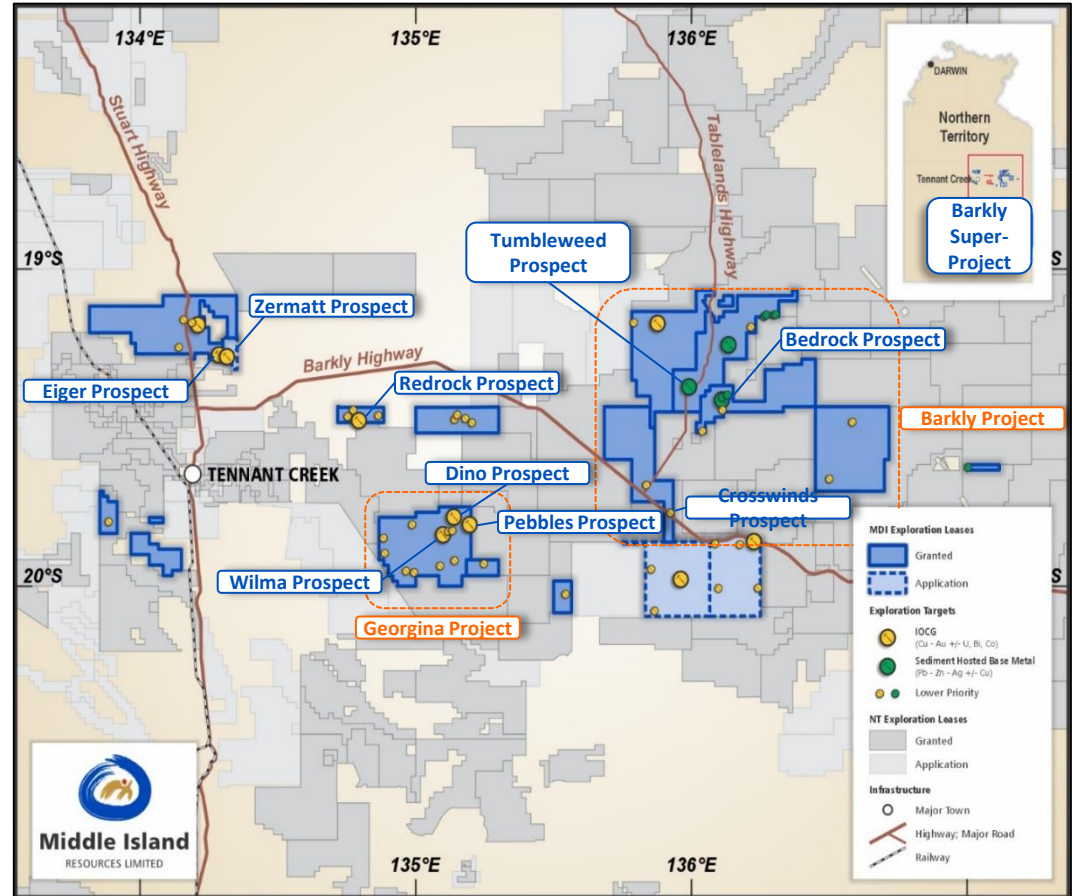 134°E
135°E
136°E
Stuart Highway
Tablelands Highway
DARWIN
Northern
Territory
Tennant Creek
Barkly
Super-
Project
19°S
S
Tumbleweed
Prospect
Zermatt Prospect
Bedrock Prospect
Barkly Highway
Eiger Prospect
Redrock Prospect
Barkly Project
TENNANT CREEK
Dino Prospect
Crosswinds
Prospect
Pebbles Prospect
Wilma Prospect
20°S
S
Georgina Project
MDI Exploration Leases
Granted
Application
Exploration Targets
IOCG
(Cu - Au +/- U, Bi, Co)
Sediment Hosted Base Metal
(Pb - Zn - Ag +/- Cu)
Lower Priority
NT Exploration Leases
Granted
Application
Infrastructure
Major Town
Highway; Major Road
Railway
Middle Island
RESOURCES LIMITED
135°E
136°E